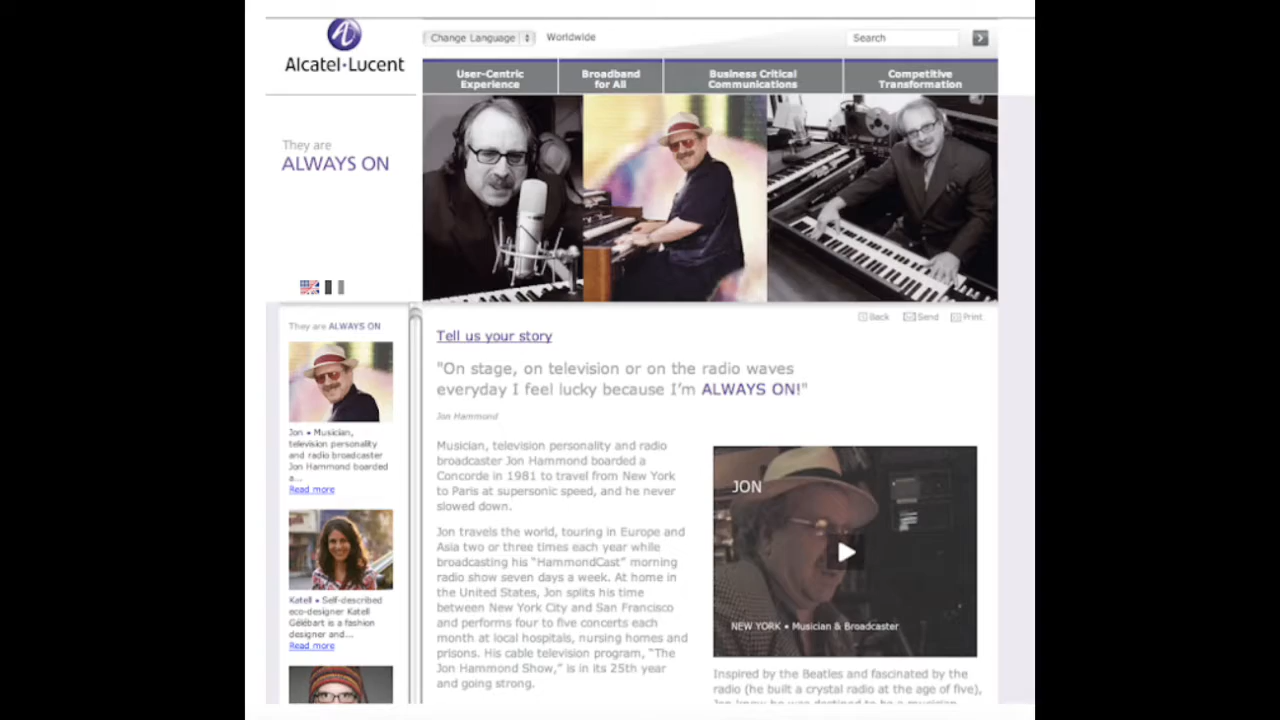 Alcatel·Lucent
Change Language
Worldwide
Search
User-Centric
Experience
Broadband
for All
Business Critical
Communications
Competitive
Transformation
They are
ALWAYS ON
Back
Send
Print
They are ALWAYS ON
Jon • Musician,
television personality
and radio broadcaster
Jon Hammond boarded
a...
Read more
Katell • Self-described
eco-designer Katell
Gélébart is a fashion
designer and...
Read more
Tell us your story
"On stage, on television or on the radio waves
everyday I feel lucky because I'm ALWAYS ON!"
Jon Hammond
Musician, television personality and radio
broadcaster Jon Hammond boarded a
Concorde in 1981 to travel from New York
to Paris at supersonic speed, and he never
slowed down.
Jon travels the world, touring in Europe and
Asia two or three times each year while
broadcasting his “HammondCast” morning
radio show seven days a week. At home in
the United States, Jon splits his time
between New York City and San Francisco
and performs four to five concerts each
month at local hospitals, nursing homes and
prisons. His cable television program, “The
Jon Hammond Show,” is in its 25th year
and going strong.
JON
NEW YORK • Musician & Broadcaster
Inspired by the Beatles and fascinated by the
radio (he built a crystal radio at the age of five),
Jon knew he was destined to be a musician